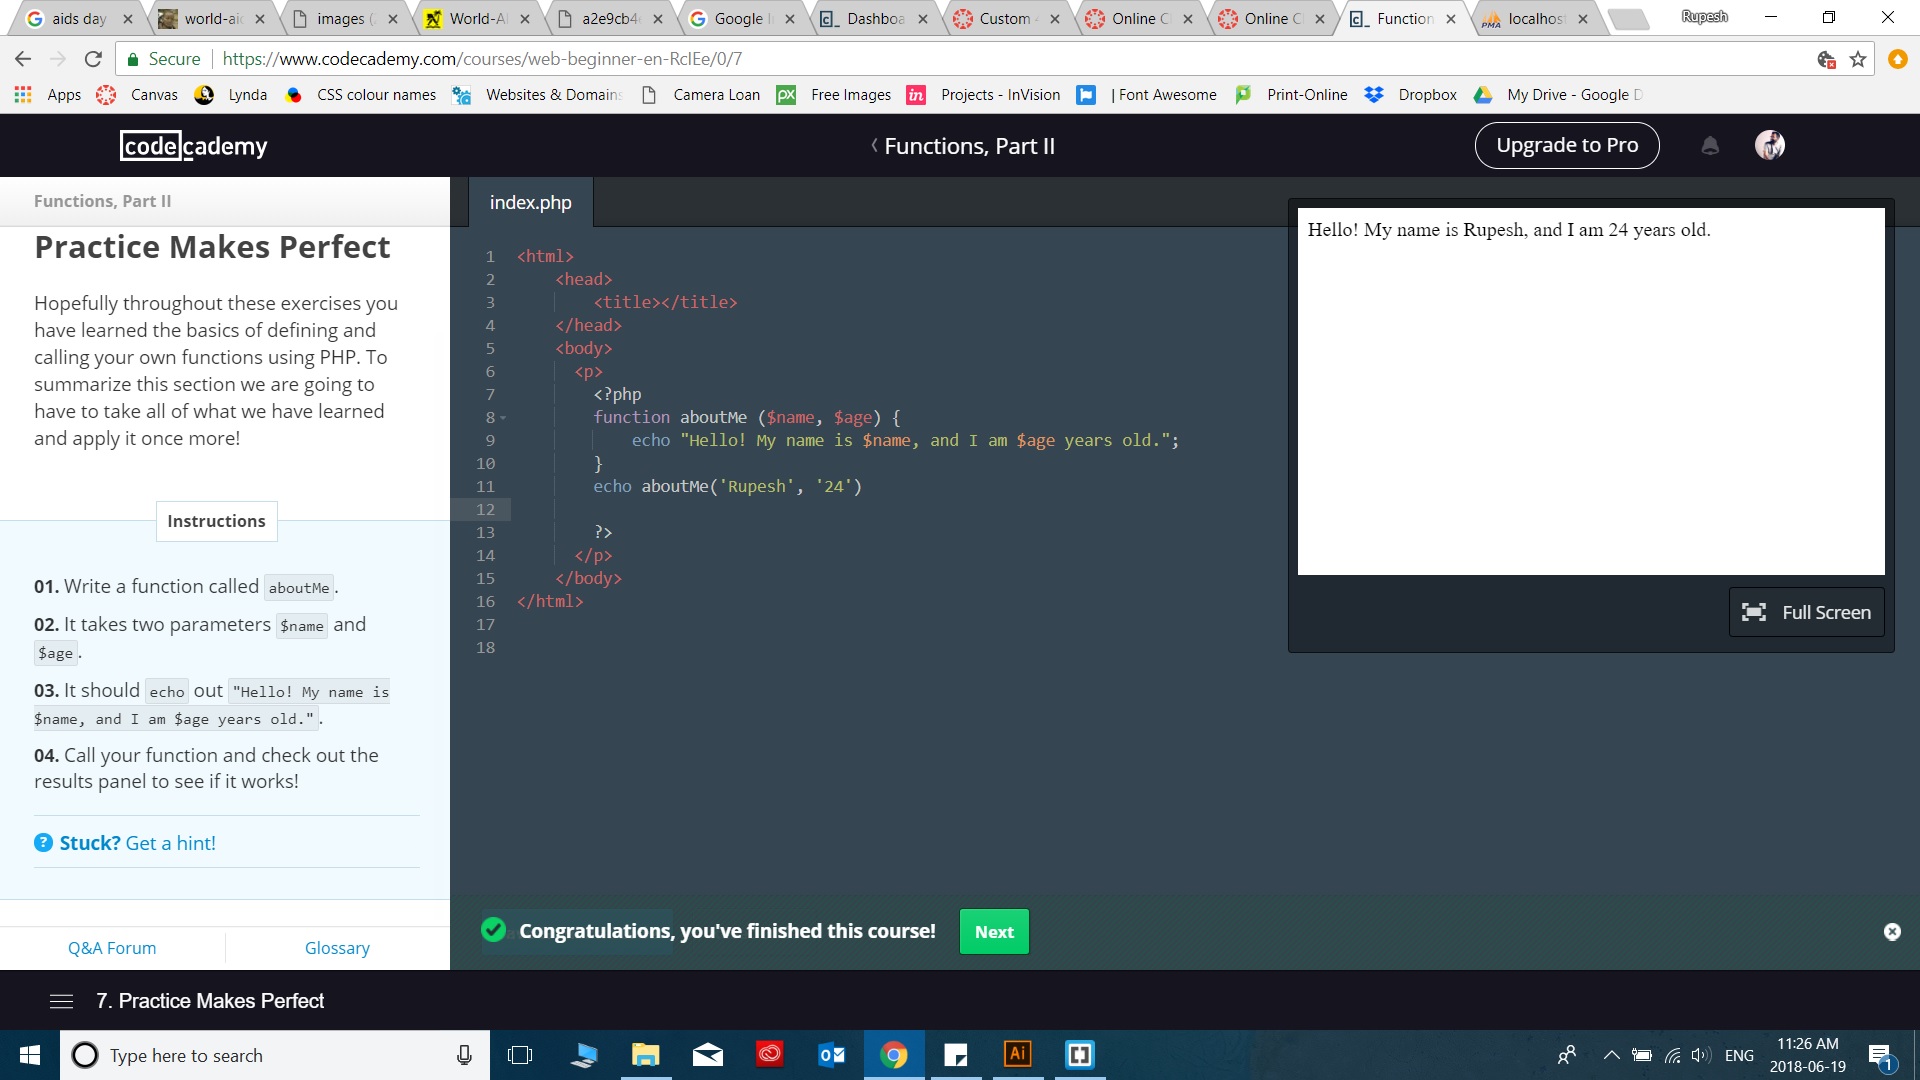 aids day
world-aid
images (
World-A
a2e9cb4
Google I
Dashboa
Custom
Online C
Online C
Function
localhos
Rupesh
Secure https://www.codecademy.com/courses/web-beginner-en-RcIEe/0/7
Apps Canvas Lynda CSS colour names Websites & Domains Camera Loan Free Images Projects - InVision | Font Awesome Print-Online Dropbox My Drive - Google D
codecademy
Functions, Part II
Upgrade to Pro
Functions, Part II
Practice Makes Perfect
Hopefully throughout these exercises you
have learned the basics of defining and
calling your own functions using PHP. To
summarize this section we are going to
have to take all of what we have learned
and apply it once more!
Instructions
01. Write a function called aboutMe.
02. It takes two parameters $name and
$age.
03. It should echo out "Hello! My name is
$name, and I am $age years old.".
04. Call your function and check out the
results panel to see if it works!
? Stuck? Get a hint!
Q&A Forum
Glossary
index.php
1 <html>
2 <head>
3 <title></title>
4 </head>
5 <body>
6 <p>
7 <?php
8 function aboutMe ($name, $age) {
9 echo "Hello! My name is $name, and I am $age years old.";
10 }
11 echo aboutMe('Rupesh', '24')
12
13 ?>
14 </p>
15 </body>
16 </html>
17
18
Hello! My name is Rupesh, and I am 24 years old.
Full Screen
Congratulations, you've finished this course!
Next
7. Practice Makes Perfect
Type here to search
Ai
ENG
11:26 AM
2018-06-19
1